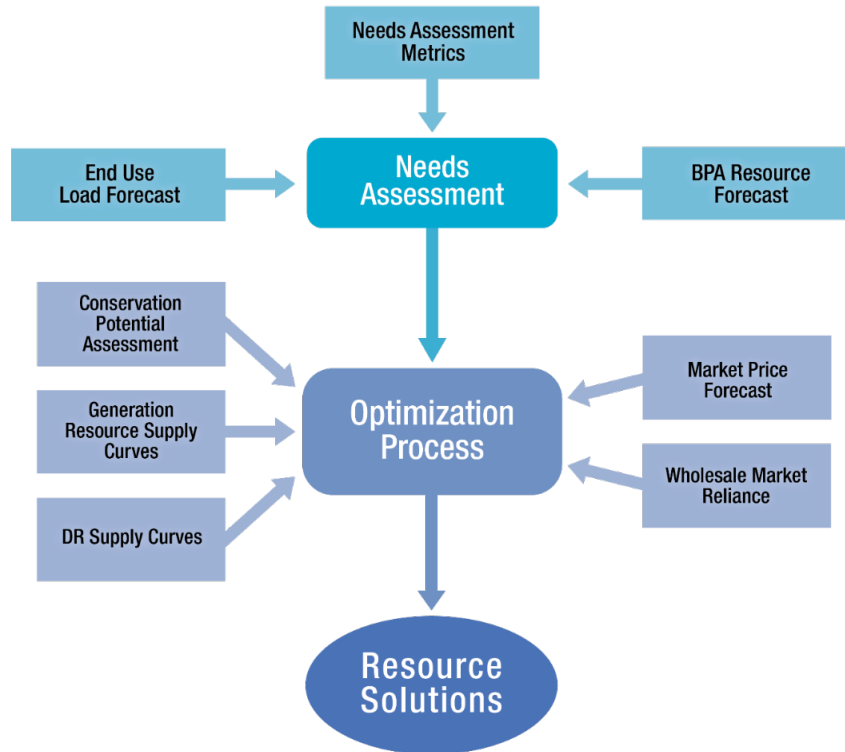 Needs Assessment
Metrics
End Use
Load Forecast
Needs
Assessment
BPA Resource
Forecast
Conservation
Potential
Assessment
Generation
Resource Supply
Curves
DR Supply Curves
Optimization
Process
Market Price
Forecast
Wholesale Market
Reliance
Resource
Solutions